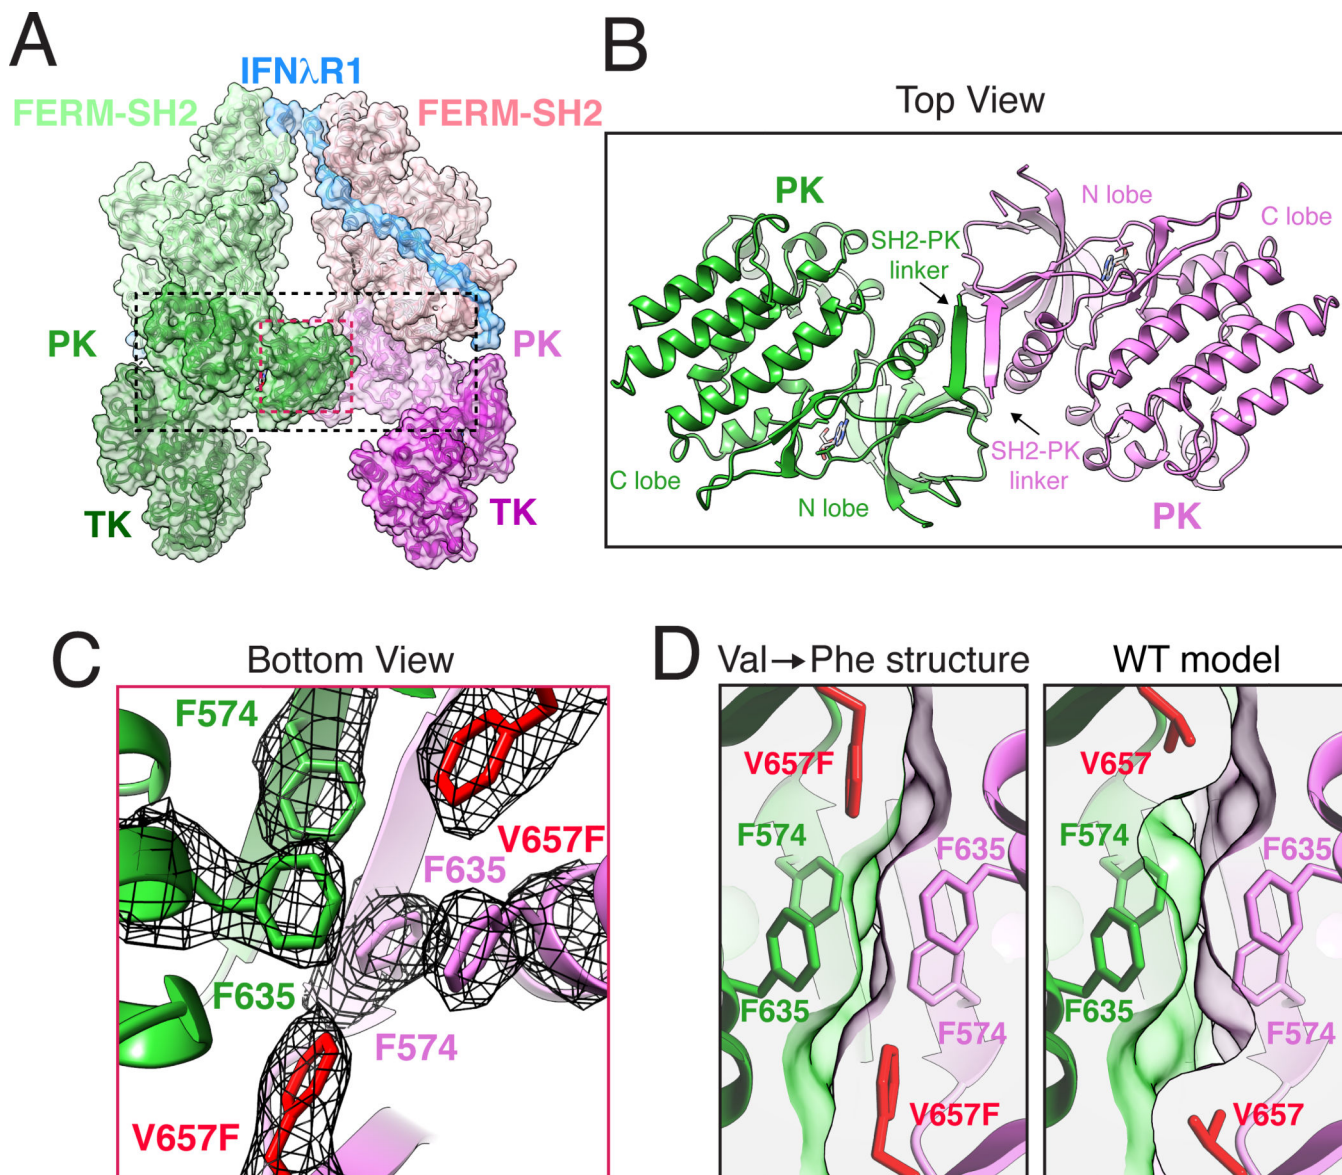 A
IFNλR1
FERM-SH2
FERM-SH2
PK
PK
TK
TK
B
Top View
PK
SH2-PK
linker
N lobe
C lobe
C lobe
N lobe
SH2-PK
linker
PK
C
Bottom View
F574
V657F
F635
F635
F574
V657F
D
Val→Phe structure
WT model
V657F
F574
F635
F635
F574
V657F
V657
F574
F635
F635
F574
V657